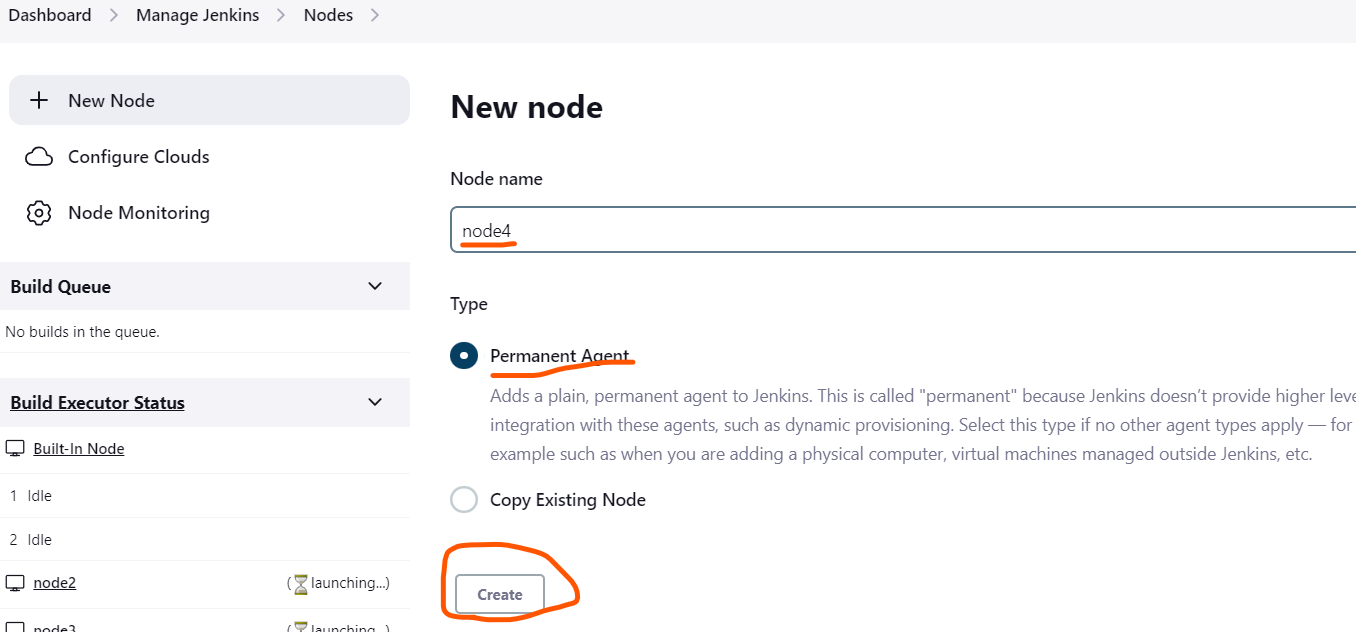 Dashboard > Manage Jenkins > Nodes >
New Node
Configure Clouds
Node Monitoring
Build Queue
No builds in the queue.
Build Executor Status
Built-In Node
1 Idle
2 Idle
node2 (⏳launching...)
node3 (⏳launching...)
New node
Node name
node4
Type
Permanent Agent
Adds a plain, permanent agent to Jenkins. This is called "permanent" because Jenkins doesn’t provide higher leve
integration with these agents, such as dynamic provisioning. Select this type if no other agent types apply — for
example such as when you are adding a physical computer, virtual machines managed outside Jenkins, etc.
Copy Existing Node
Create